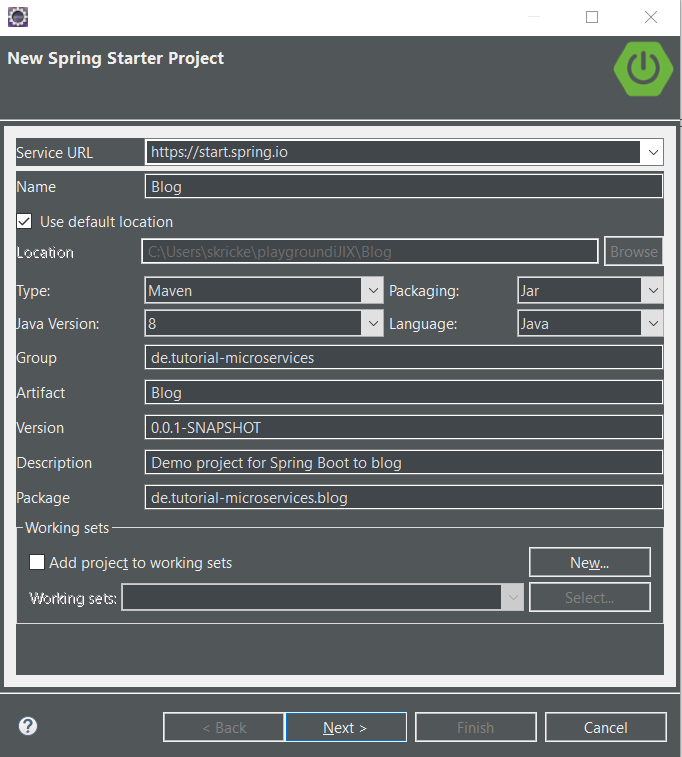 New Spring Starter Project
Service URL https://start.spring.io
Name Blog
Use default location
Location C:\Users\skricke\playgroundiJIX\Blog Browse
Type: Maven Packaging: Jar
Java Version: 8 Language: Java
Group de.tutorial-microservices
Artifact Blog
Version 0.0.1-SNAPSHOT
Description Demo project for Spring Boot to blog
Package de.tutorial-microservices.blog
Working sets
Add project to working sets New...
Working sets: Select...
? < Back Next > Finish Cancel